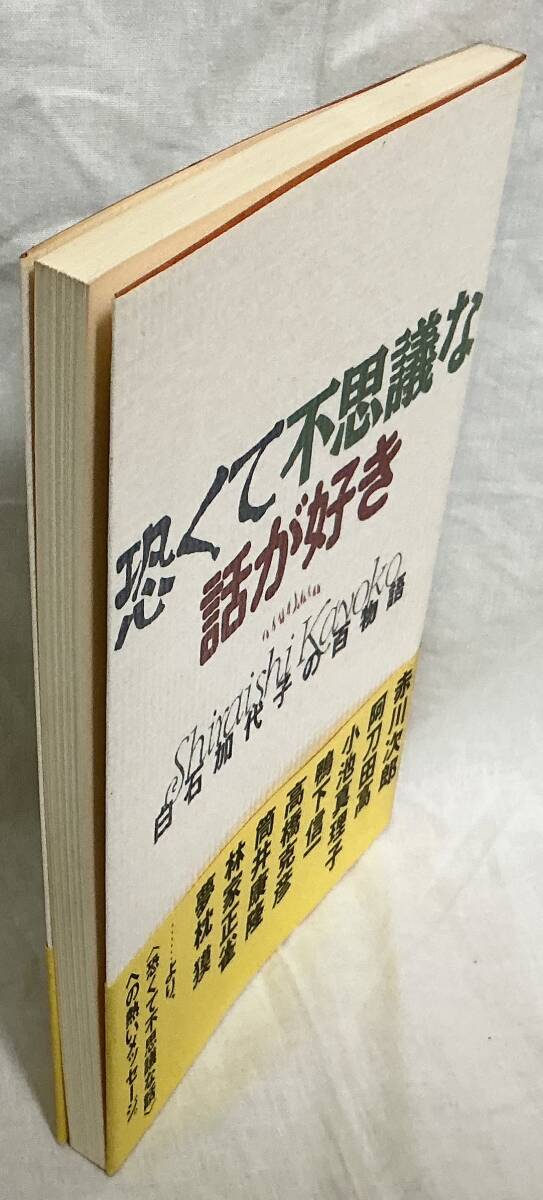 恐くて不思議な
話が好き
Shiraishi Kayoko
白石加代子の百物語
赤川次郎
阿刀田高
小池真理子
鴨下信一
高橋克彦
筒井康隆
林家正雀
夢枕獏
……より、
〈恐くて不思議な話〉
への熱いメッセージ